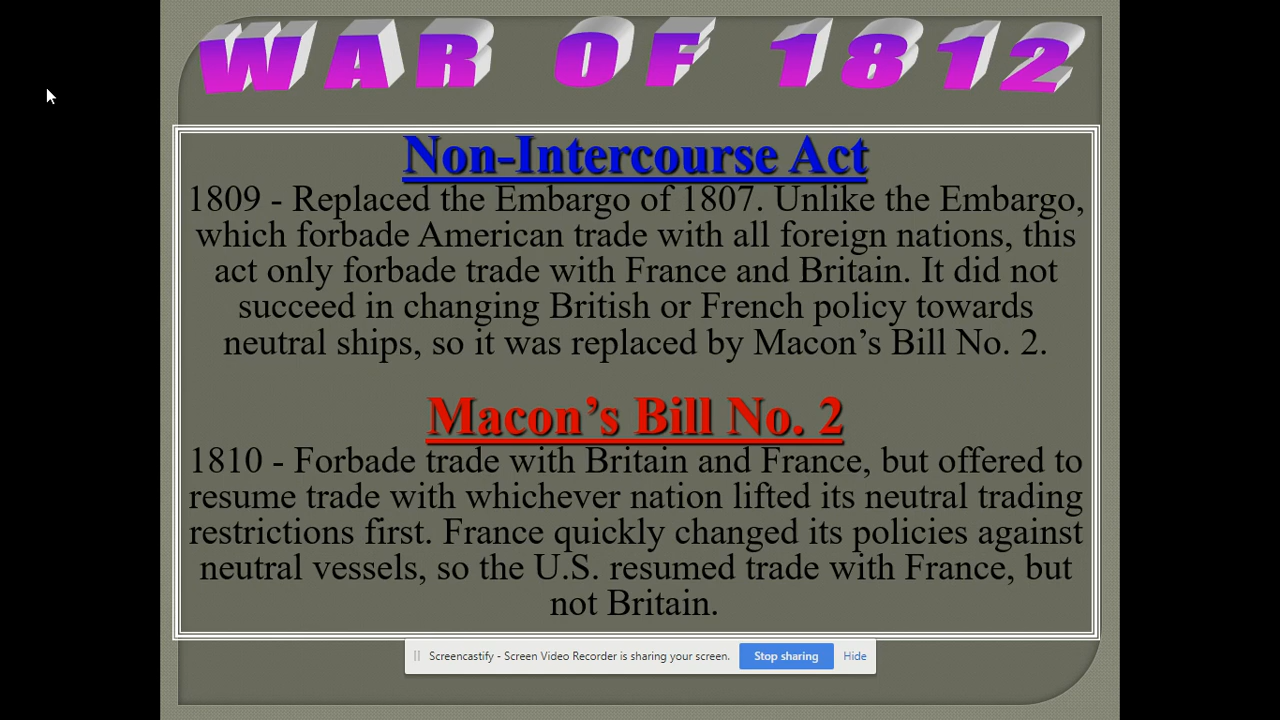 WAR OF 1812
Non-Intercourse Act
1809 - Replaced the Embargo of 1807. Unlike the Embargo,
which forbade American trade with all foreign nations, this
act only forbade trade with France and Britain. It did not
succeed in changing British or French policy towards
neutral ships, so it was replaced by Macon’s Bill No. 2.
Macon’s Bill No. 2
1810 - Forbade trade with Britain and France, but offered to
resume trade with whichever nation lifted its neutral trading
restrictions first. France quickly changed its policies against
neutral vessels, so the U.S. resumed trade with France, but
not Britain.
Screencastify - Screen Video Recorder is sharing your screen. Stop sharing Hide